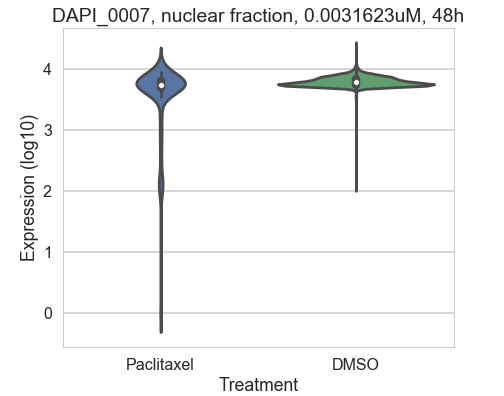 DAPI_0007, nuclear fraction, 0.0031623uM, 48h
Expression (log10)
4
3
2
1
0
Paclitaxel
DMSO
Treatment